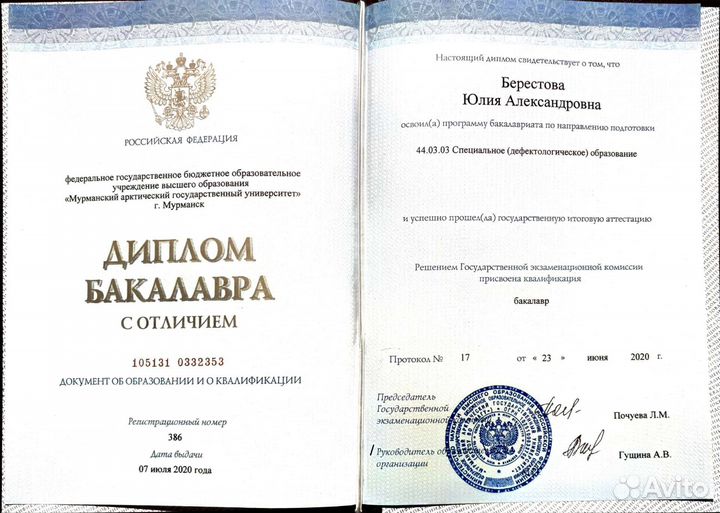 РОССИЙСКАЯ ФЕДЕРАЦИЯ
федеральное государственное бюджетное образовательное
учреждение высшего образования
«Мурманский арктический государственный университет»
г. Мурманск
ДИПЛОМ
БАКАЛАВРА
С ОТЛИЧИЕМ
105131 0332353
ДОКУМЕНТ ОБ ОБРАЗОВАНИИ И О КВАЛИФИКАЦИИ
Регистрационный номер
386
Дата выдачи
07 июля 2020 года
Настоящий диплом свидетельствует о том, что
Берестова
Юлия Александровна
освоил(а) программу бакалавриата по направлению подготовки
44.03.03 Специальное (дефектологическое) образование
и успешно прошел(ла) государственную итоговую аттестацию
Решением Государственной экзаменационной комиссии
присвоена квалификация
бакалавр
Протокол № 17 от « 23 » июня 2020 г.
Председатель
Государственной
экзаменационной
Почуева Л.М.
/ Руководитель
организации
Гущина А.В.
Avito